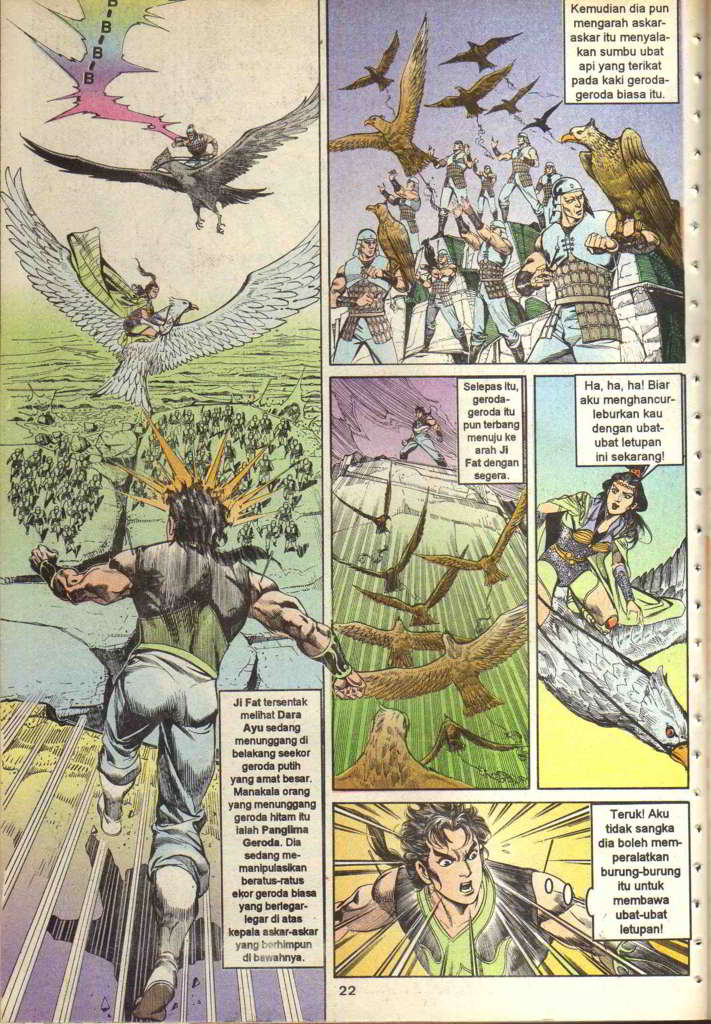 B-B-B-B
Ji Fat tersentak
melihat Dara
Ayu sedang
menunggang di
belakang seekor
geroda putih
yang amat besar.
Manakala orang
yang menunggang
geroda hitam itu
ialah Panglima
Geroda. Dia
sedang me-
manipulasikan
beratus-ratus
ekor geroda biasa
yang berlegar-
legar di atas
kepala askar-askar
yang berhimpun
di bawahnya.
Kemudian dia pun
mengarah askar-
askar itu menyala-
kan sumbu ubat
api yang terikat
pada kaki geroda-
geroda biasa itu.
Selepas itu,
geroda-
geroda itu
pun terbang
menuju ke
arah Ji
Fat dengan
segera.
Ha, ha, ha! Biar
aku menghancur-
leburkan kau
dengan ubat-
ubat letupan
ini sekarang!
Teruk! Aku
tidak sangka
dia boleh mem-
peralatkan
burung-burung
itu untuk
membawa
ubat-ubat
letupan!
22